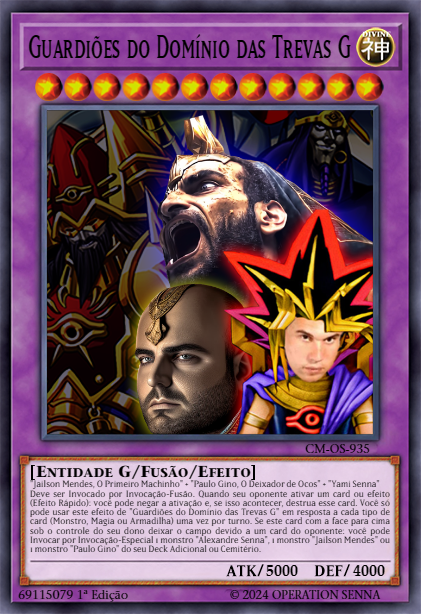 Guardiões do Domínio das Trevas G
DIVINE
神
CM-OS-935
[Entidade G/Fusão/Efeito]
"Jailson Mendes, O Primeiro Machinho" + "Paulo Gino, O Deixador de Ocos" + "Yami Senna"
Deve ser Invocado por Invocação-Fusão. Quando seu oponente ativar um card ou efeito
(Efeito Rápido): você pode negar a ativação e, se isso acontecer, destrua esse card. Você só
pode usar este efeito de "Guardiões do Domínio das Trevas G" em resposta a cada tipo de
card (Monstro, Magia ou Armadilha) uma vez por turno. Se este card com a face para cima
sob o controle do seu dono deixar o campo devido a um card do oponente: você pode
Invocar por Invocação-Especial 1 monstro "Alexandre Senna", 1 monstro "Jailson Mendes" ou
1 monstro "Paulo Gino" do seu Deck Adicional ou Cemitério.
ATK/5000 DEF/4000
69115079 1ª Edição
© 2024 OPERATION SENNA